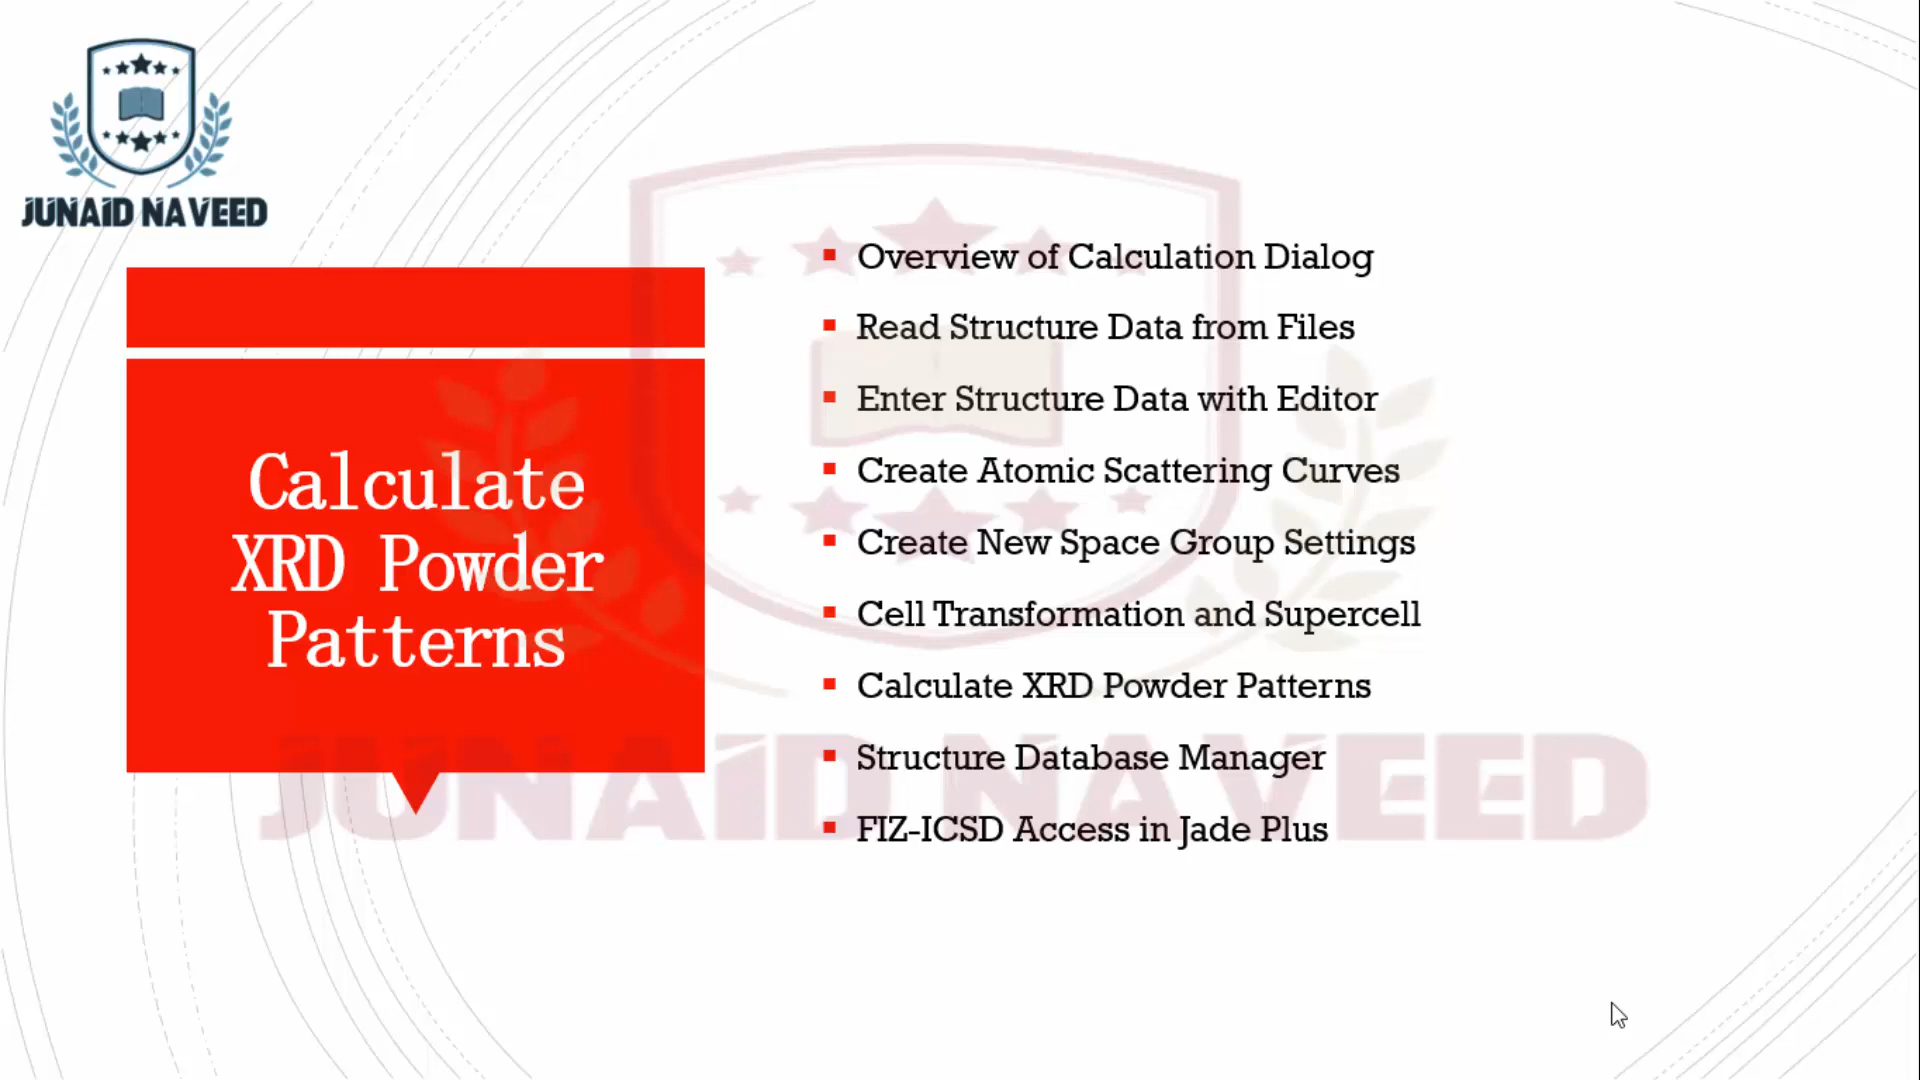 JUNAID NAVEED
Calculate
XRD Powder
Patterns
Overview of Calculation Dialog
Read Structure Data from Files
Enter Structure Data with Editor
Create Atomic Scattering Curves
Create New Space Group Settings
Cell Transformation and Supercell
Calculate XRD Powder Patterns
Structure Database Manager
FIZ-ICSD Access in Jade Plus
JUNAID NAVEED